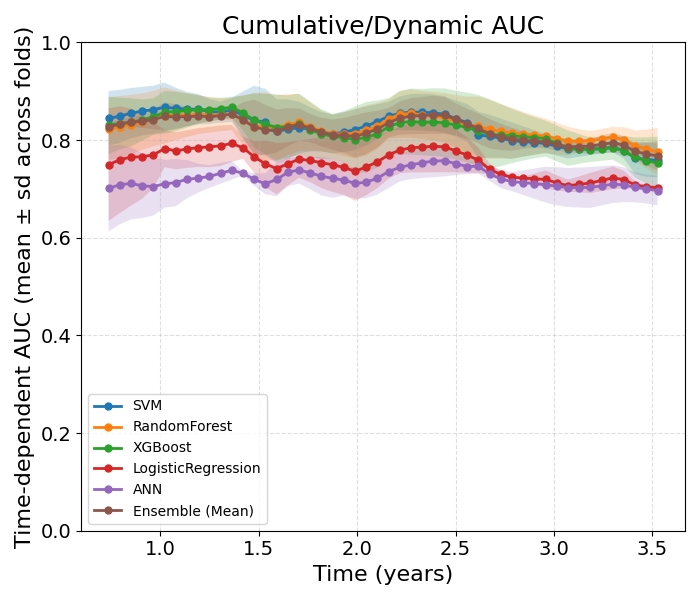 Cumulative/Dynamic AUC
Time-dependent AUC (mean ± sd across folds)
1.0
0.8
0.6
0.4
0.2
0.0
SVM
RandomForest
XGBoost
LogisticRegression
ANN
Ensemble (Mean)
1.0 1.5 2.0 2.5 3.0 3.5
Time (years)